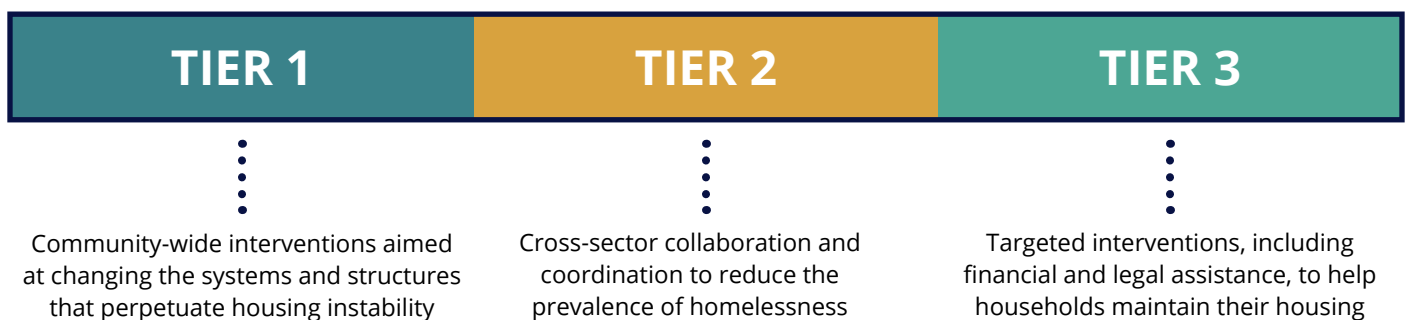 TIER 1
TIER 2
TIER 3
Community-wide interventions aimed
at changing the systems and structures
that perpetuate housing instability
Cross-sector collaboration and
coordination to reduce the
prevalence of homelessness
Targeted interventions, including
financial and legal assistance, to help
households maintain their housing